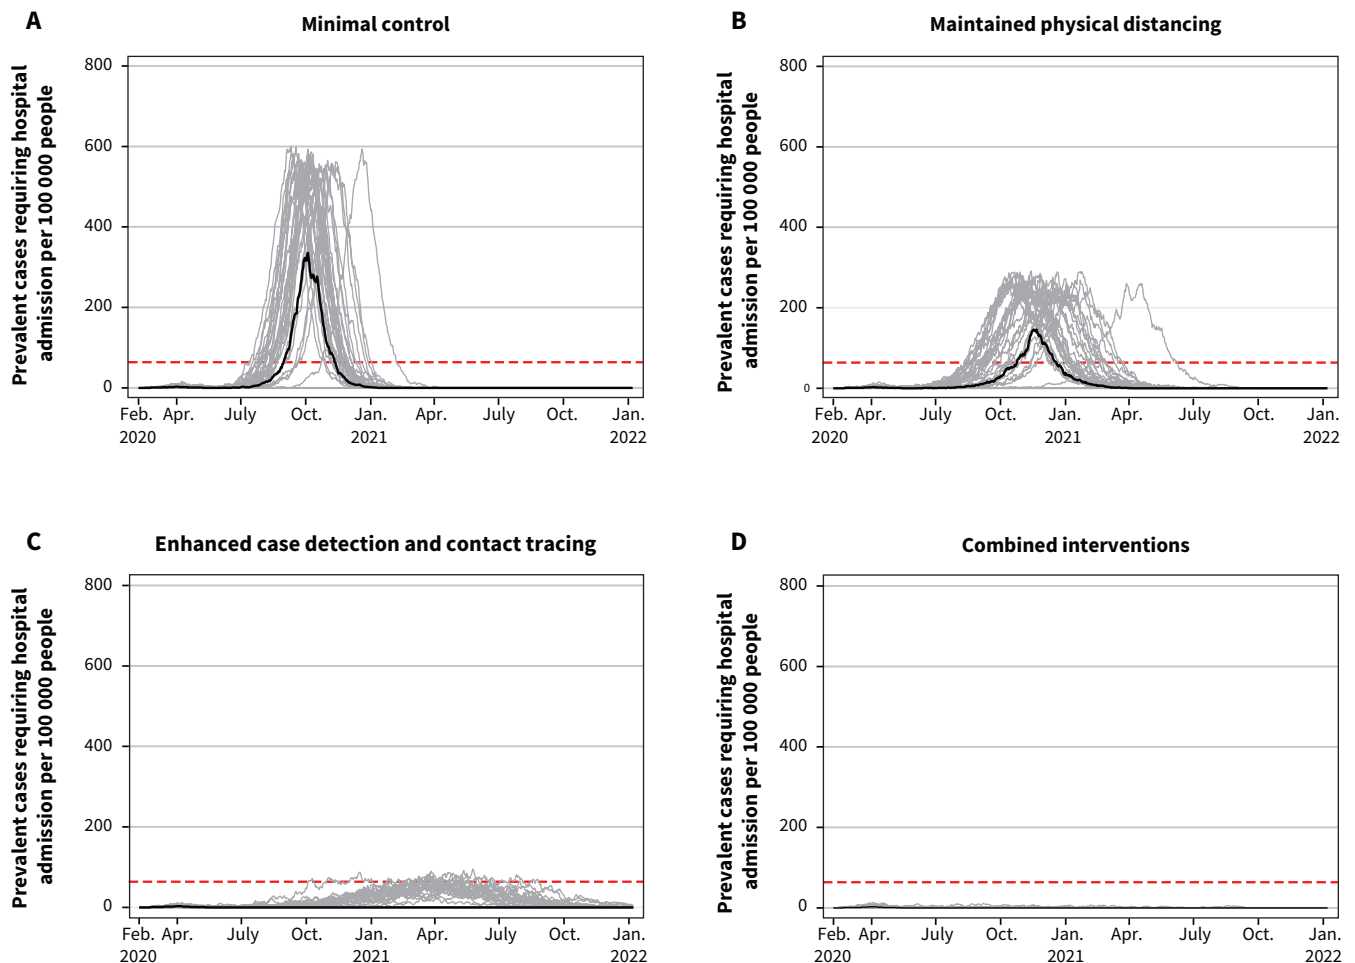 A
Minimal control
Prevalent cases requiring hospital
admission per 100 000 people
800
600
400
200
0
Feb. Apr. July Oct. Jan. Apr. July Oct. Jan.
2020 2021 2022
B
Maintained physical distancing
Prevalent cases requiring hospital
admission per 100 000 people
800
600
400
200
0
Feb. Apr. July Oct. Jan. Apr. July Oct. Jan.
2020 2021 2022
C
Enhanced case detection and contact tracing
Prevalent cases requiring hospital
admission per 100 000 people
800
600
400
200
0
Feb. Apr. July Oct. Jan. Apr. July Oct. Jan.
2020 2021 2022
D
Combined interventions
Prevalent cases requiring hospital
admission per 100 000 people
800
600
400
200
0
Feb. Apr. July Oct. Jan. Apr. July Oct. Jan.
2020 2021 2022